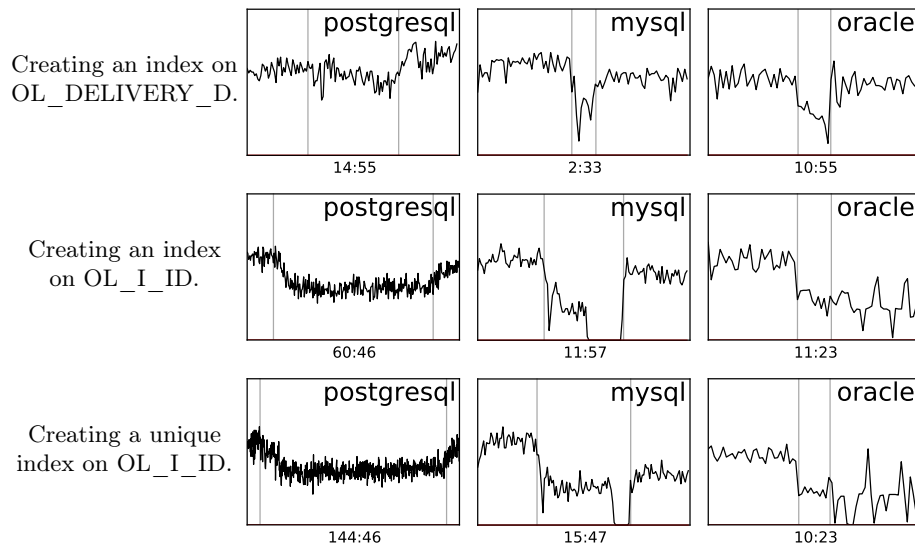 postgresql
mysql
oracle
Creating an index on
OL_DELIVERY_D.
14:55
2:33
10:55
postgresql
mysql
oracle
Creating an index
on OL_I_ID.
60:46
11:57
11:23
postgresql
mysql
oracle
Creating a unique
index on OL_I_ID.
144:46
15:47
10:23